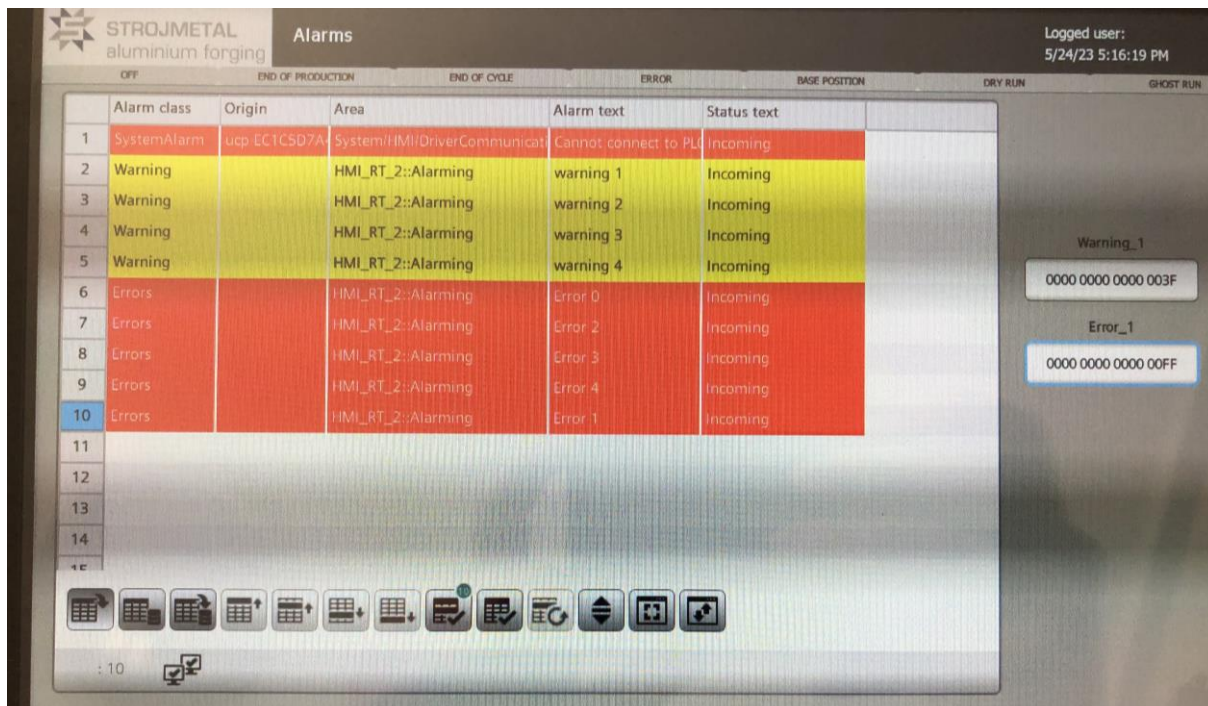 STROJMETAL
aluminium forging
Alarms
Logged user:
5/24/23 5:16:19 PM
OFF END OF PRODUCTION END OF CYCLE ERROR BASE POSITION DRY RUN GHOST RUN
Alarm class Origin Area Alarm text Status text
1 SystemAlarm System/HMI/DriverCommunicati Cannot connect to PLC Incoming
2 Warning HMI_RT_2::Alarming warning 1 Incoming
3 Warning HMI_RT_2::Alarming warning 2 Incoming
4 Warning HMI_RT_2::Alarming warning 3 Incoming
5 Warning HMI_RT_2::Alarming warning 4 Incoming
6 Errors HMI_RT_2::Alarming Error 0 Incoming
7 Errors HMI_RT_2::Alarming Error 2 Incoming
8 Errors HMI_RT_2::Alarming Error 3 Incoming
9 Errors HMI_RT_2::Alarming Error 4 Incoming
10 Errors HMI_RT_2::Alarming Error 1 Incoming
11
12
13
14
Warning_1
0000 0000 0000 003F
Error_1
0000 0000 0000 00FF
10
: 10